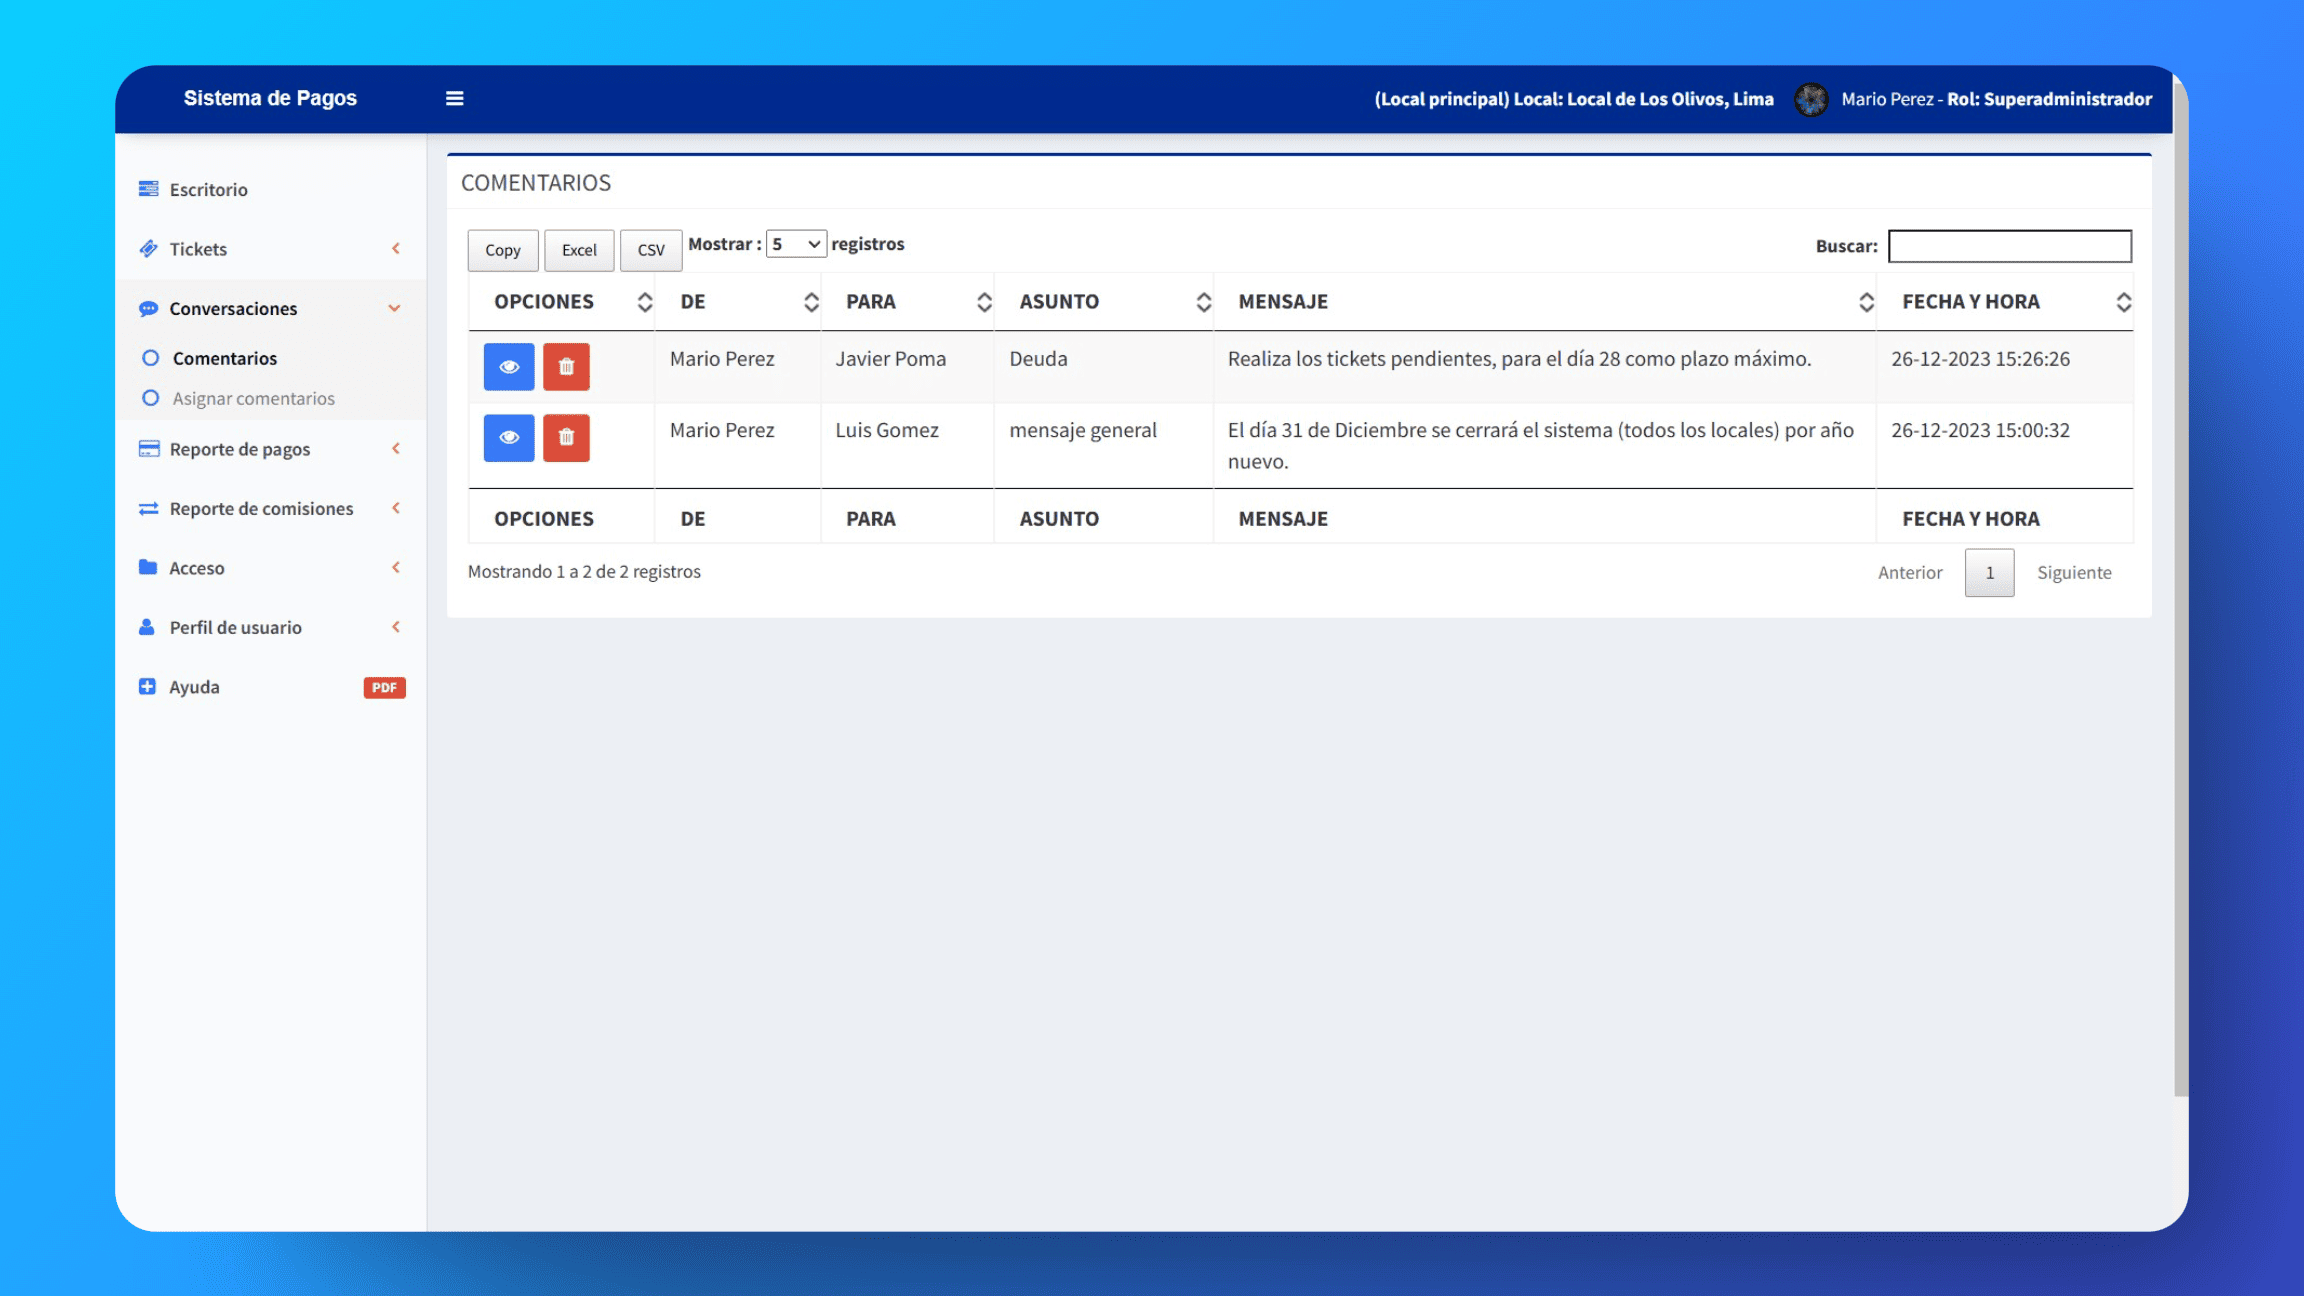 Sistema de Pagos
(Local principal) Local: Local de Los Olivos, Lima
Mario Perez - Rol: Superadministrador
Escritorio
Tickets
Conversaciones
Comentarios
Asignar comentarios
Reporte de pagos
Reporte de comisiones
Acceso
Perfil de usuario
Ayuda PDF
COMENTARIOS
Copy Excel CSV Mostrar : 5 registros Buscar:
OPCIONES DE PARA ASUNTO MENSAJE FECHA Y HORA
Mario Perez Javier Poma Deuda Realiza los tickets pendientes, para el día 28 como plazo máximo. 26-12-2023 15:26:26
Mario Perez Luis Gomez mensaje general El día 31 de Diciembre se cerrará el sistema (todos los locales) por año 26-12-2023 15:00:32
nuevo.
OPCIONES DE PARA ASUNTO MENSAJE FECHA Y HORA
Mostrando 1 a 2 de 2 registros Anterior 1 Siguiente